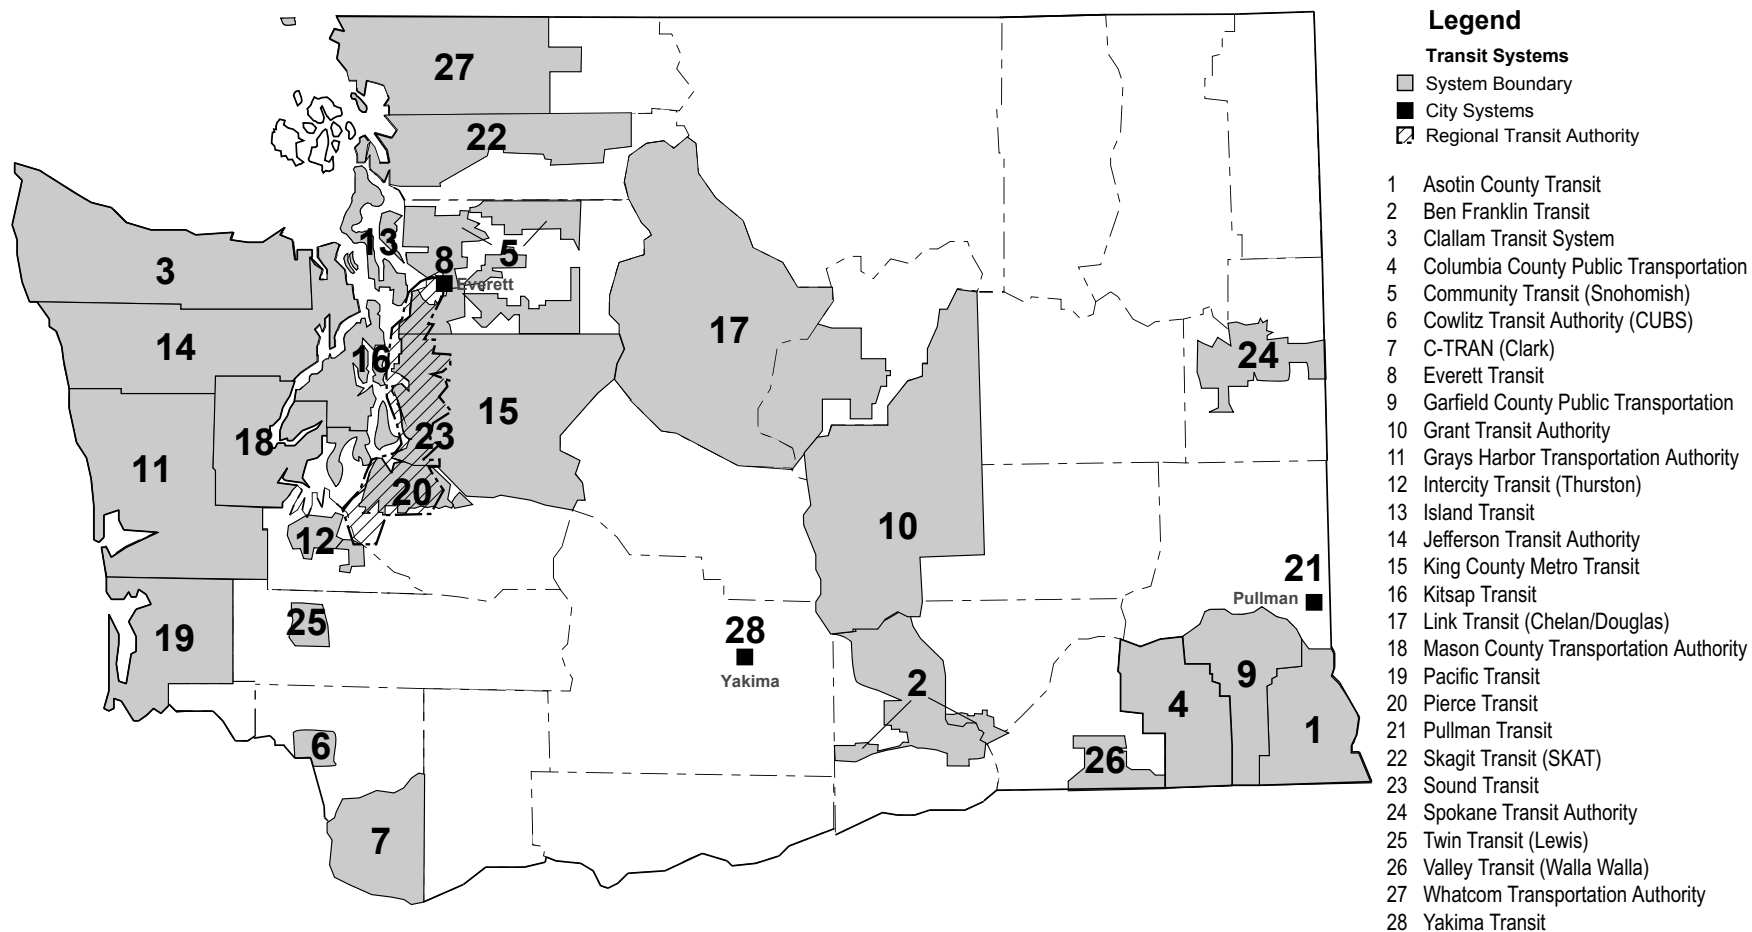 Legend
Transit Systems
System Boundary
City Systems
Regional Transit Authority
1 Asotin County Transit
2 Ben Franklin Transit
3 Clallam Transit System
4 Columbia County Public Transportation
5 Community Transit (Snohomish)
6 Cowlitz Transit Authority (CUBS)
7 C-TRAN (Clark)
8 Everett Transit
9 Garfield County Public Transportation
10 Grant Transit Authority
11 Grays Harbor Transportation Authority
12 Intercity Transit (Thurston)
13 Island Transit
14 Jefferson Transit Authority
15 King County Metro Transit
16 Kitsap Transit
17 Link Transit (Chelan/Douglas)
18 Mason County Transportation Authority
19 Pacific Transit
20 Pierce Transit
21 Pullman Transit
22 Skagit Transit (SKAT)
23 Sound Transit
24 Spokane Transit Authority
25 Twin Transit (Lewis)
26 Valley Transit (Walla Walla)
27 Whatcom Transportation Authority
28 Yakima Transit
27
22
13
5
8
Everett
3
14
16
17
24
15
23
18
11
20
12
10
21
Pullman
25
19
28
Yakima
2
9
4
1
6
26
7